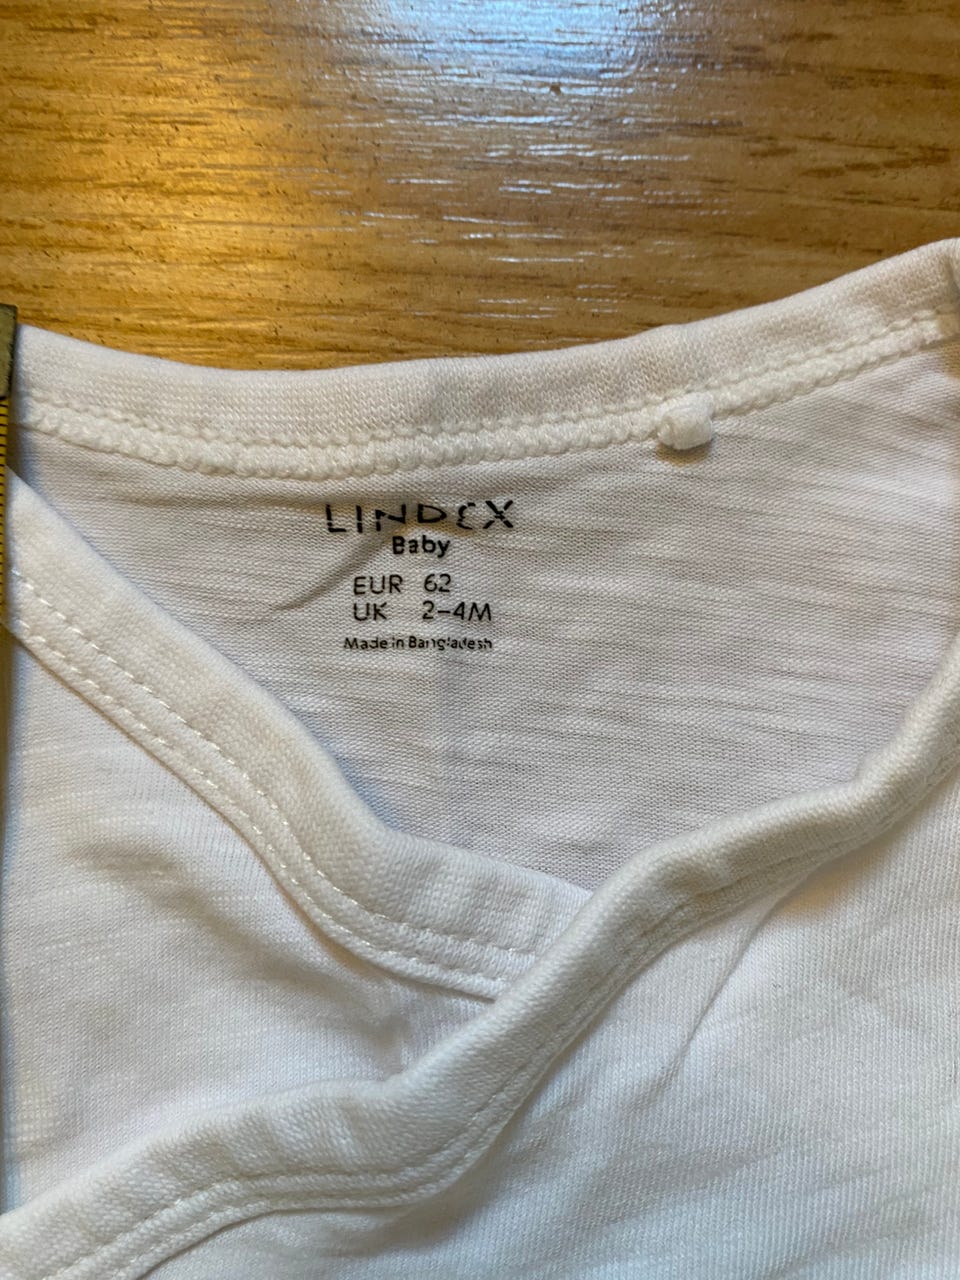 LINDEX
Baby
EUR 62
UK 2-4M
Made in Bangladesh